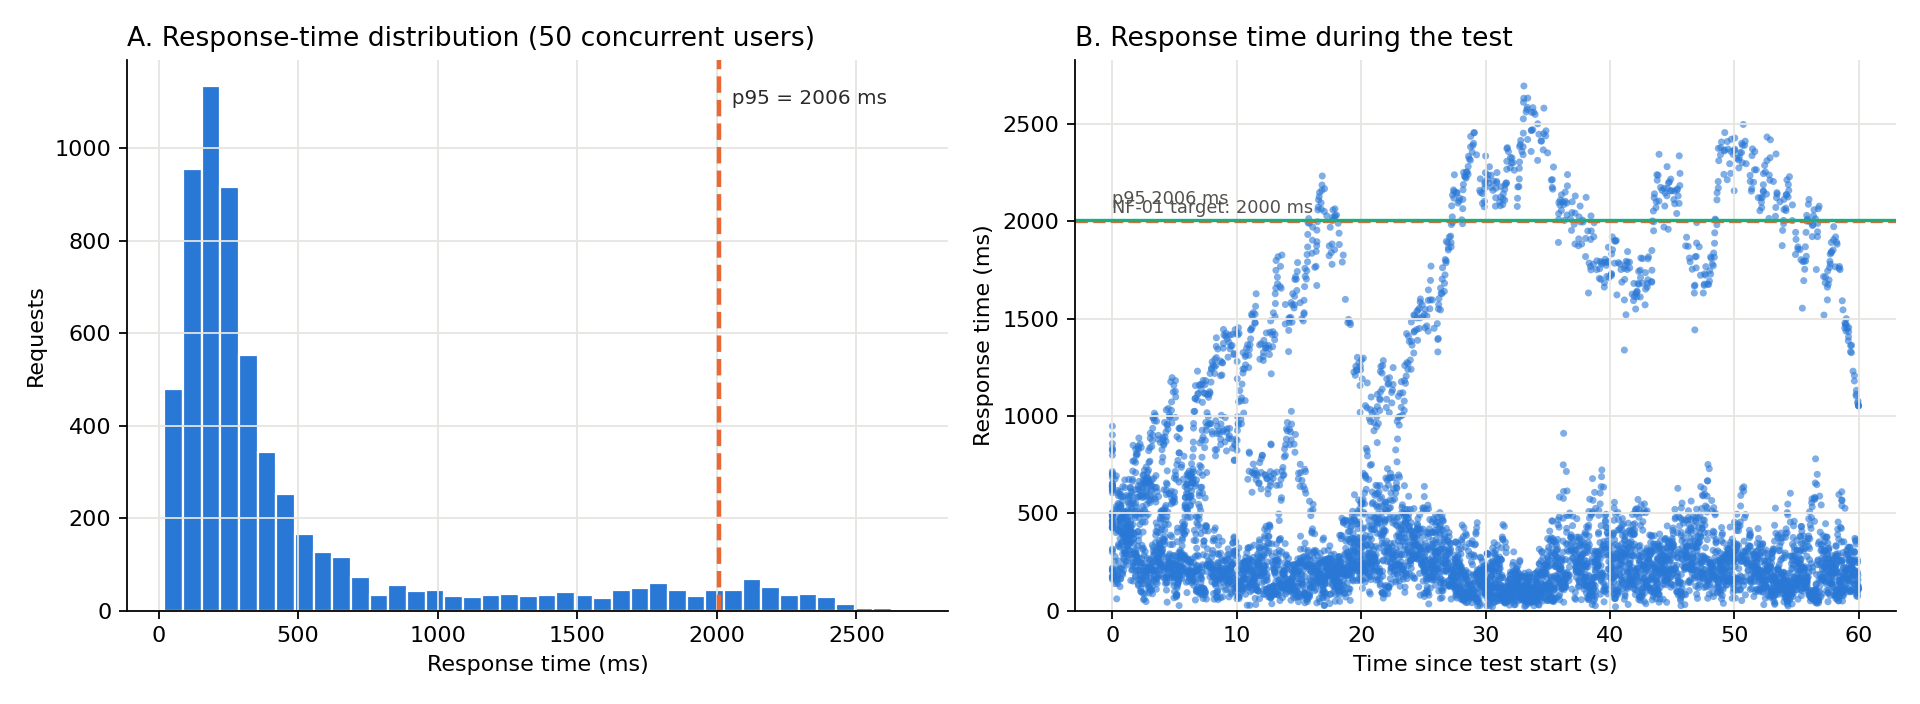 A. Response-time distribution (50 concurrent users)
p95 = 2006 ms
1000
800
600
400
200
0
Requests
0 500 1000 1500 2000 2500
Response time (ms)
B. Response time during the test
2500
2000
1500
1000
500
0
Response time (ms)
p95 2006 ms
NF-01 target: 2000 ms
0 10 20 30 40 50 60
Time since test start (s)